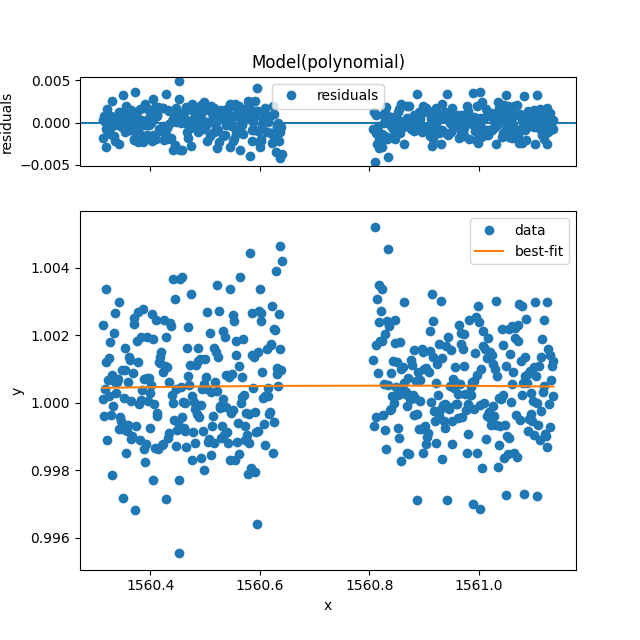 Model(polynomial)
residuals
0.005
0.000
−0.005
residuals
data
best-fit
y
1.004
1.002
1.000
0.998
0.996
1560.4
1560.6
1560.8
1561.0
x